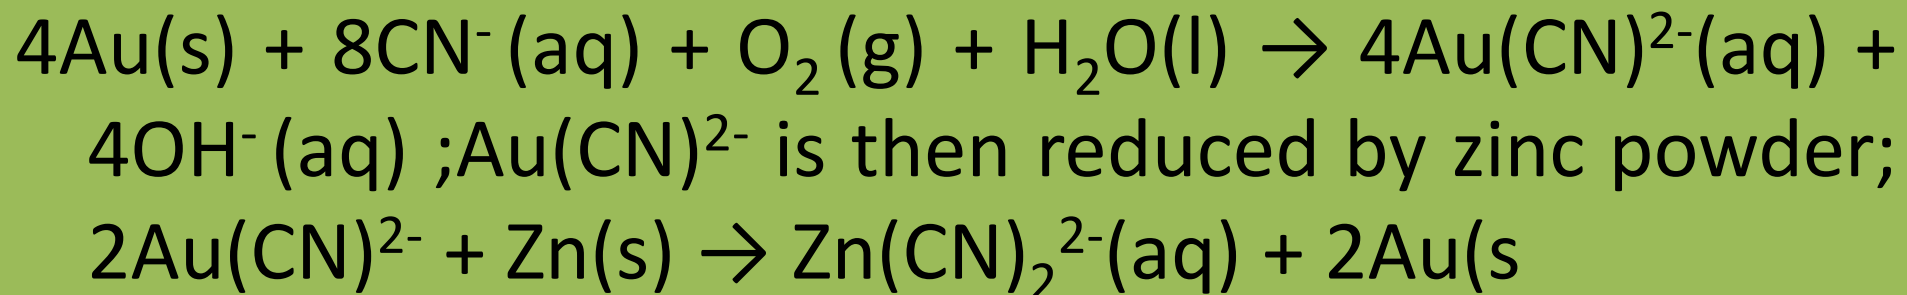 4Au(s) + 8CN⁻ (aq) + O₂ (g) + H₂O(l) → 4Au(CN)²⁻(aq) +
4OH⁻ (aq) ;Au(CN)²⁻ is then reduced by zinc powder;
2Au(CN)²⁻ + Zn(s) → Zn(CN)₂²⁻(aq) + 2Au(s